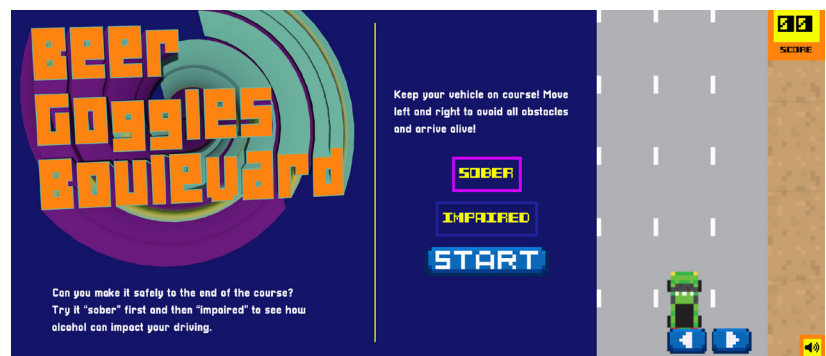 Beer
Goggles
Boulevard
Can you make it safely to the end of the course?
Try it "sober" first and then "impaired" to see how
alcohol can impact your driving.
Keep your vehicle on course! Move
left and right to avoid all obstacles
and arrive alive!
SOBER
IMPAIRED
START
00
SCORE